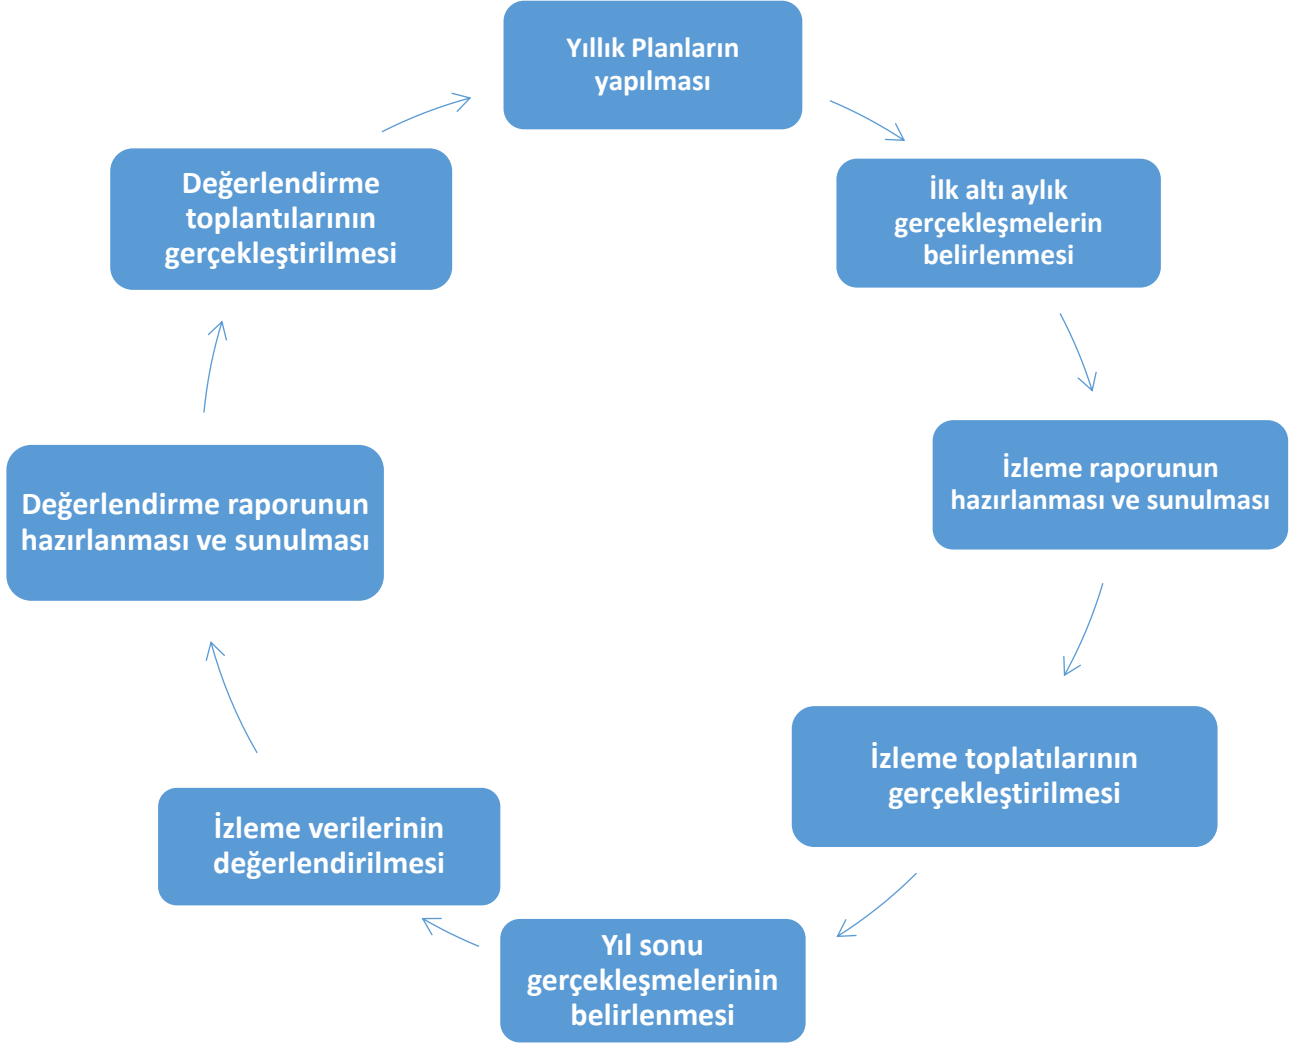 Yıllık Planların
yapılması
İlk altı aylık
gerçekleşmelerin
belirlenmesi
İzleme raporunun
hazırlanması ve sunulması
İzleme toplatılarının
gerçekleştirilmesi
Yıl sonu
gerçekleşmelerinin
belirlenmesi
İzleme verilerinin
değerlendirilmesi
Değerlendirme raporunun
hazırlanması ve sunulması
Değerlendirme
toplantılarının
gerçekleştirilmesi